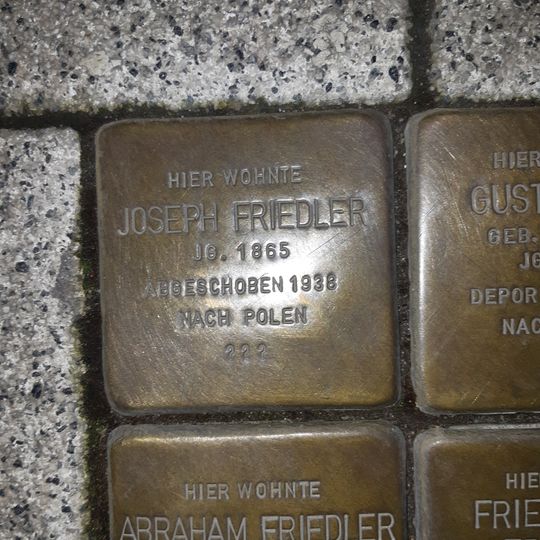 HIER WOHNTE
JOSEPH FRIEDLER
JG. 1865
ABGESCHOBEN 1938
NACH POLEN
???
HIER
GUST
GEB.
JG
DEPOR
NAC
HIER WOHNTE
ABRAHAM FRIEDLER
HIE
FRIE